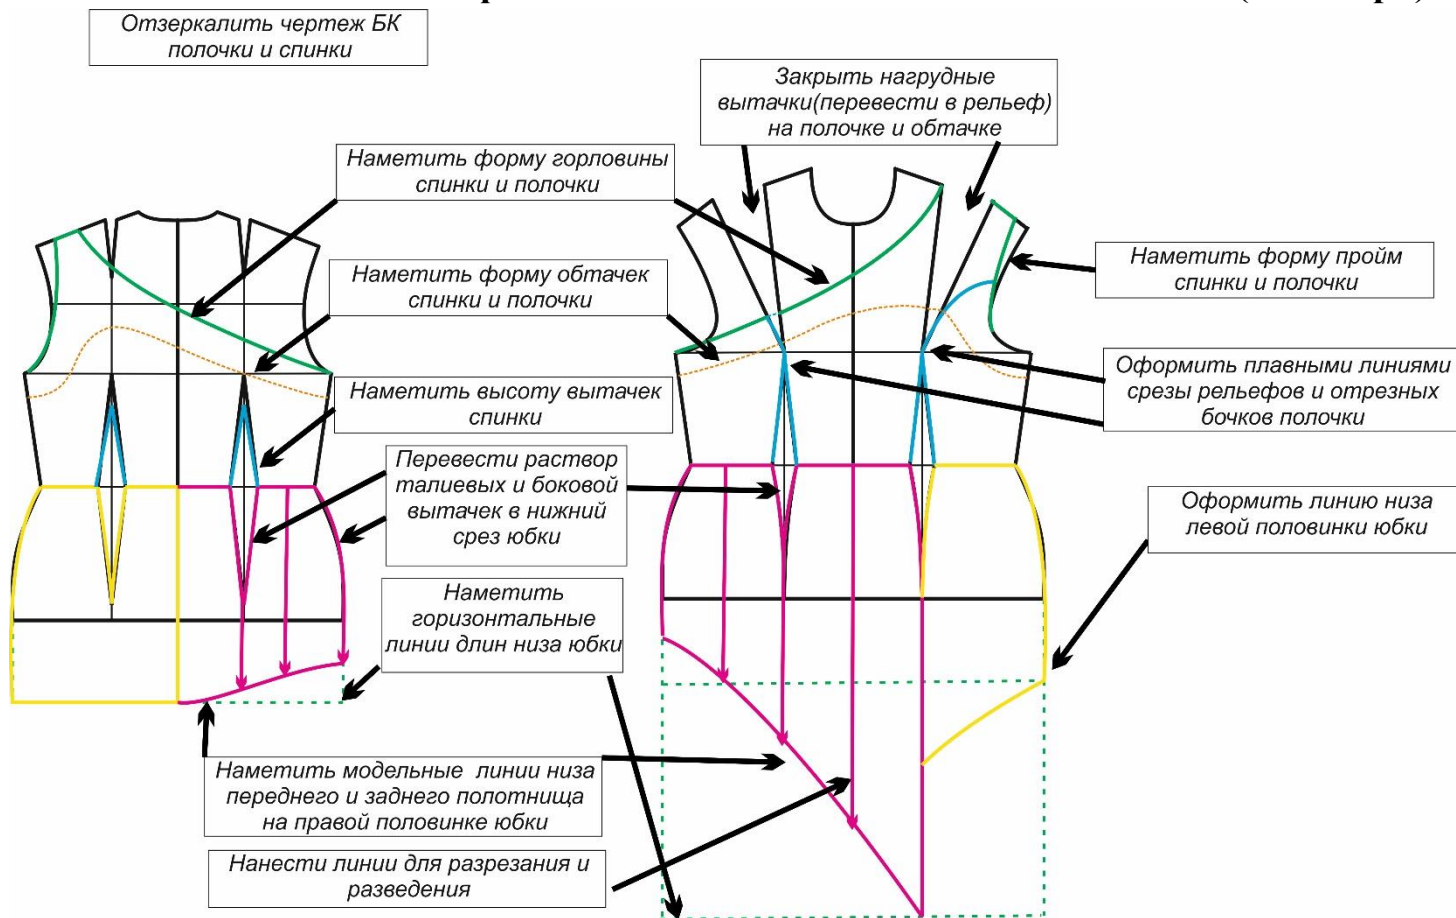 Отзеркалить чертеж БК
полочки и спинки
Закрыть нагрудные
вытачки(перевести в рельеф)
на полочке и обтачке
Наметить форму горловины
спинки и полочки
Наметить форму обтачек
спинки и полочки
Наметить форму пройм
спинки и полочки
Наметить высоту вытачек
спинки
Оформить плавными линиями
срезы рельефов и отрезных
бочков полочки
Перевести раствор
талиевых и боковой
вытачек в нижний
срез юбки
Оформить линию низа
левой половинки юбки
Наметить
горизонтальные
линии длин низа юбки
Наметить модельные линии низа
переднего и заднего полотнища
на правой половинке юбки
Нанести линии для разрезания и
разведения